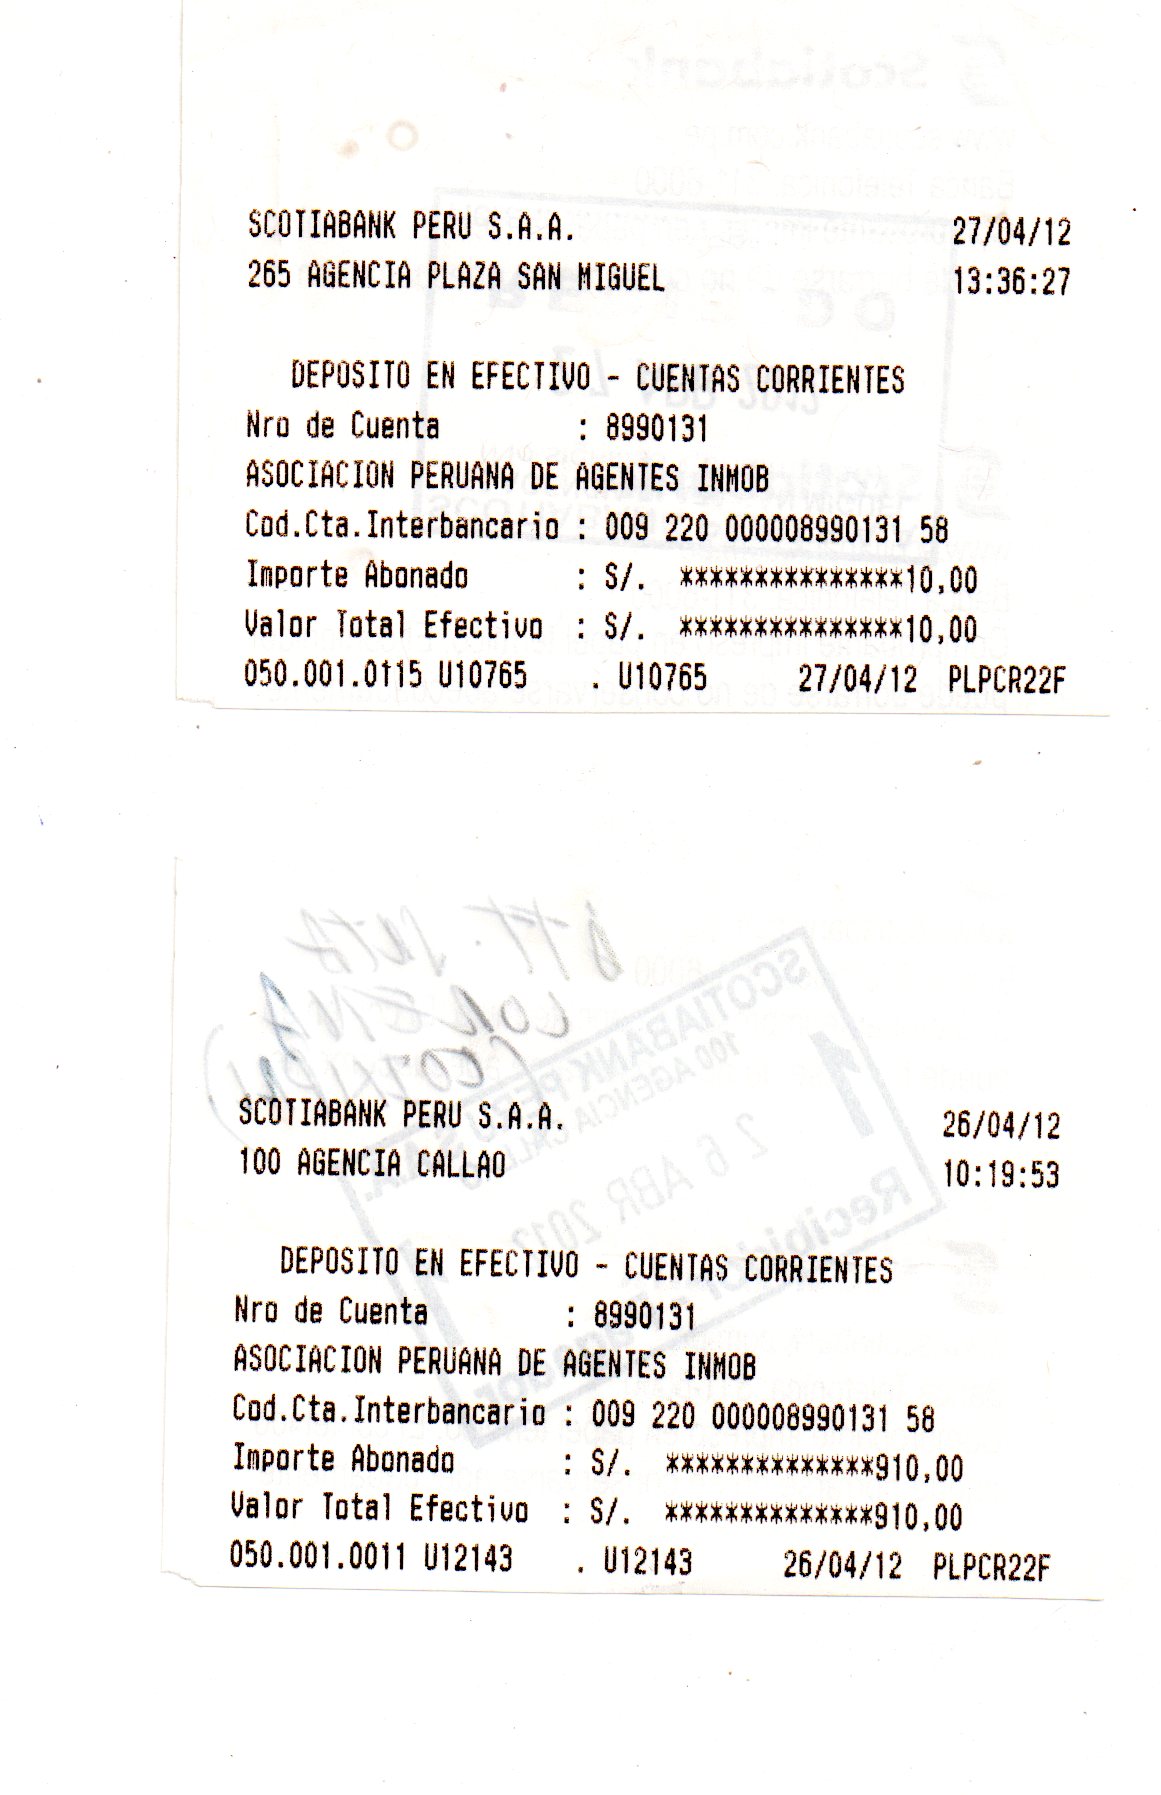 SCOTIABANK PERU S.A.A. 27/04/12
265 AGENCIA PLAZA SAN MIGUEL 13:36:27
DEPOSITO EN EFECTIVO - CUENTAS CORRIENTES
Nro de Cuenta : 8990131
ASOCIACION PERUANA DE AGENTES INMOB
Cod.Cta.Interbancario : 009 220 000008990131 58
Importe Abonado : S/. ***************10,00
Valor Total Efectivo : S/. ***************10,00
050.001.0115 U10765 . U10765 27/04/12 PLPCR22F
SCOTIABANK PERU S.A.A.
100 AGENCIA CALLAO
26 ABR 2012
1
Recibidor Pagador
SCOTIABANK PERU S.A.A. 26/04/12
100 AGENCIA CALLAO 10:19:53
DEPOSITO EN EFECTIVO - CUENTAS CORRIENTES
Nro de Cuenta : 8990131
ASOCIACION PERUANA DE AGENTES INMOB
Cod.Cta.Interbancario : 009 220 000008990131 58
Importe Abonado : S/. **************910,00
Valor Total Efectivo : S/. **************910,00
050.001.0011 U12143 . U12143 26/04/12 PLPCR22F